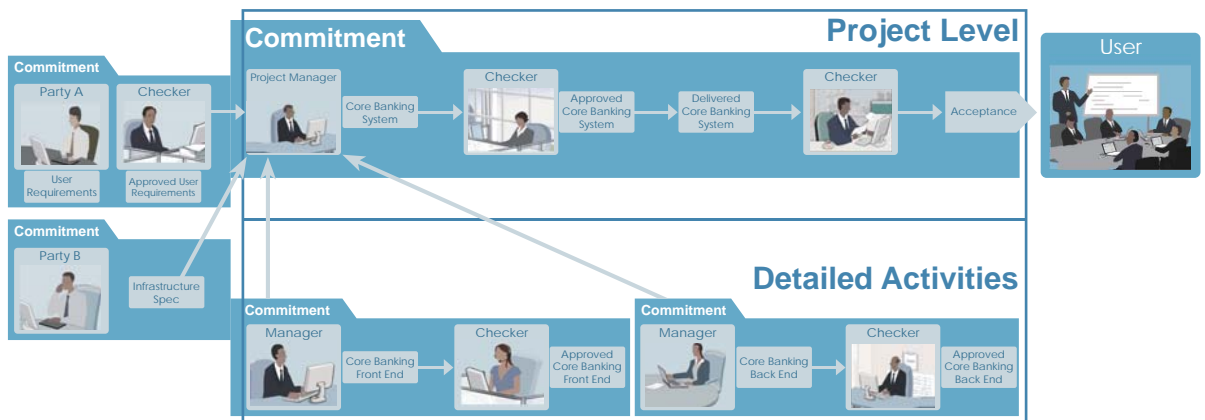 Project Level
Commitment
Project Manager
Core Banking
System
Checker
Approved
Core Banking
System
Delivered
Core Banking
System
Checker
Acceptance
User
Commitment
Party A
User
Requirements
Checker
Approved User
Requirements
Commitment
Party B
Infrastructure
Spec
Detailed Activities
Commitment
Manager
Core Banking
Front End
Checker
Approved
Core Banking
Front End
Commitment
Manager
Core Banking
Back End
Checker
Approved
Core Banking
Back End